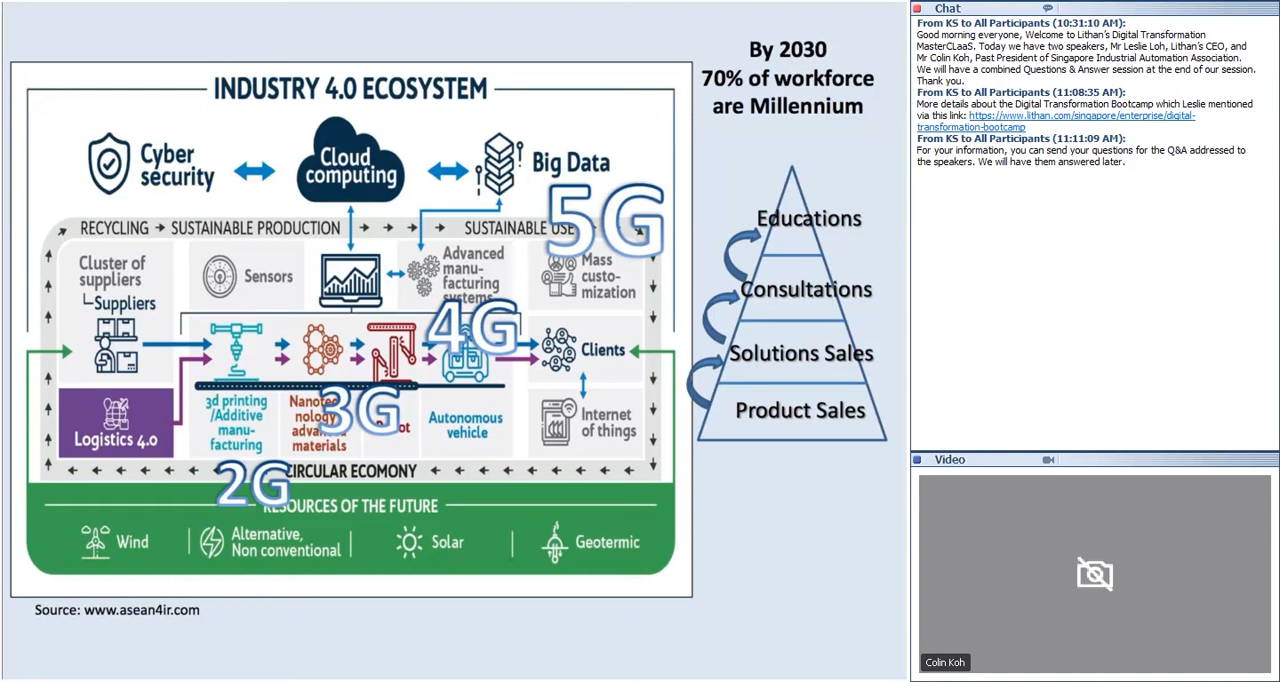 By 2030
70% of workforce
are Millennium
INDUSTRY 4.0 ECOSYSTEM
Cyber
security
Cloud
computing
Big Data
5G
RECYCLING → SUSTAINABLE PRODUCTION
SUSTAINABLE USE
Cluster of
suppliers
Suppliers
Sensors
Advanced
manu-
facturing
systems
Mass
custo-
mization
4G
Clients
Logistics 4.0
3d printing
/Additive
manu-
facturing
3G
materials
Autonomous
vehicle
Internet
of things
2G
CIRCULAR ECOMONY
RESOURCES OF THE FUTURE
Wind
Alternative,
Non conventional
Solar
Geotermic
Source: www.asean4ir.com
Educations
Consultations
Solutions Sales
Product Sales
Chat
From KS to All Participants (10:31:10 AM):
Good morning everyone, Welcome to Lithan's Digital Transformation
MasterCLaaS. Today we have two speakers, Mr Leslie Loh, Lithan's CEO, and
Mr Colin Koh, Past President of Singapore Industrial Automation Association.
We will have a combined Questions & Answer session at the end of our session.
Thank you.
From KS to All Participants (11:08:35 AM):
More details about the Digital Transformation Bootcamp which Leslie mentioned
via this link: https://www.lithan.com/singapore/enterprise/digital-
transformation-bootcamp
From KS to All Participants (11:11:09 AM):
For your information, you can send your questions for the Q&A addressed to
the speakers. We will have them answered later.
Video
Colin Koh